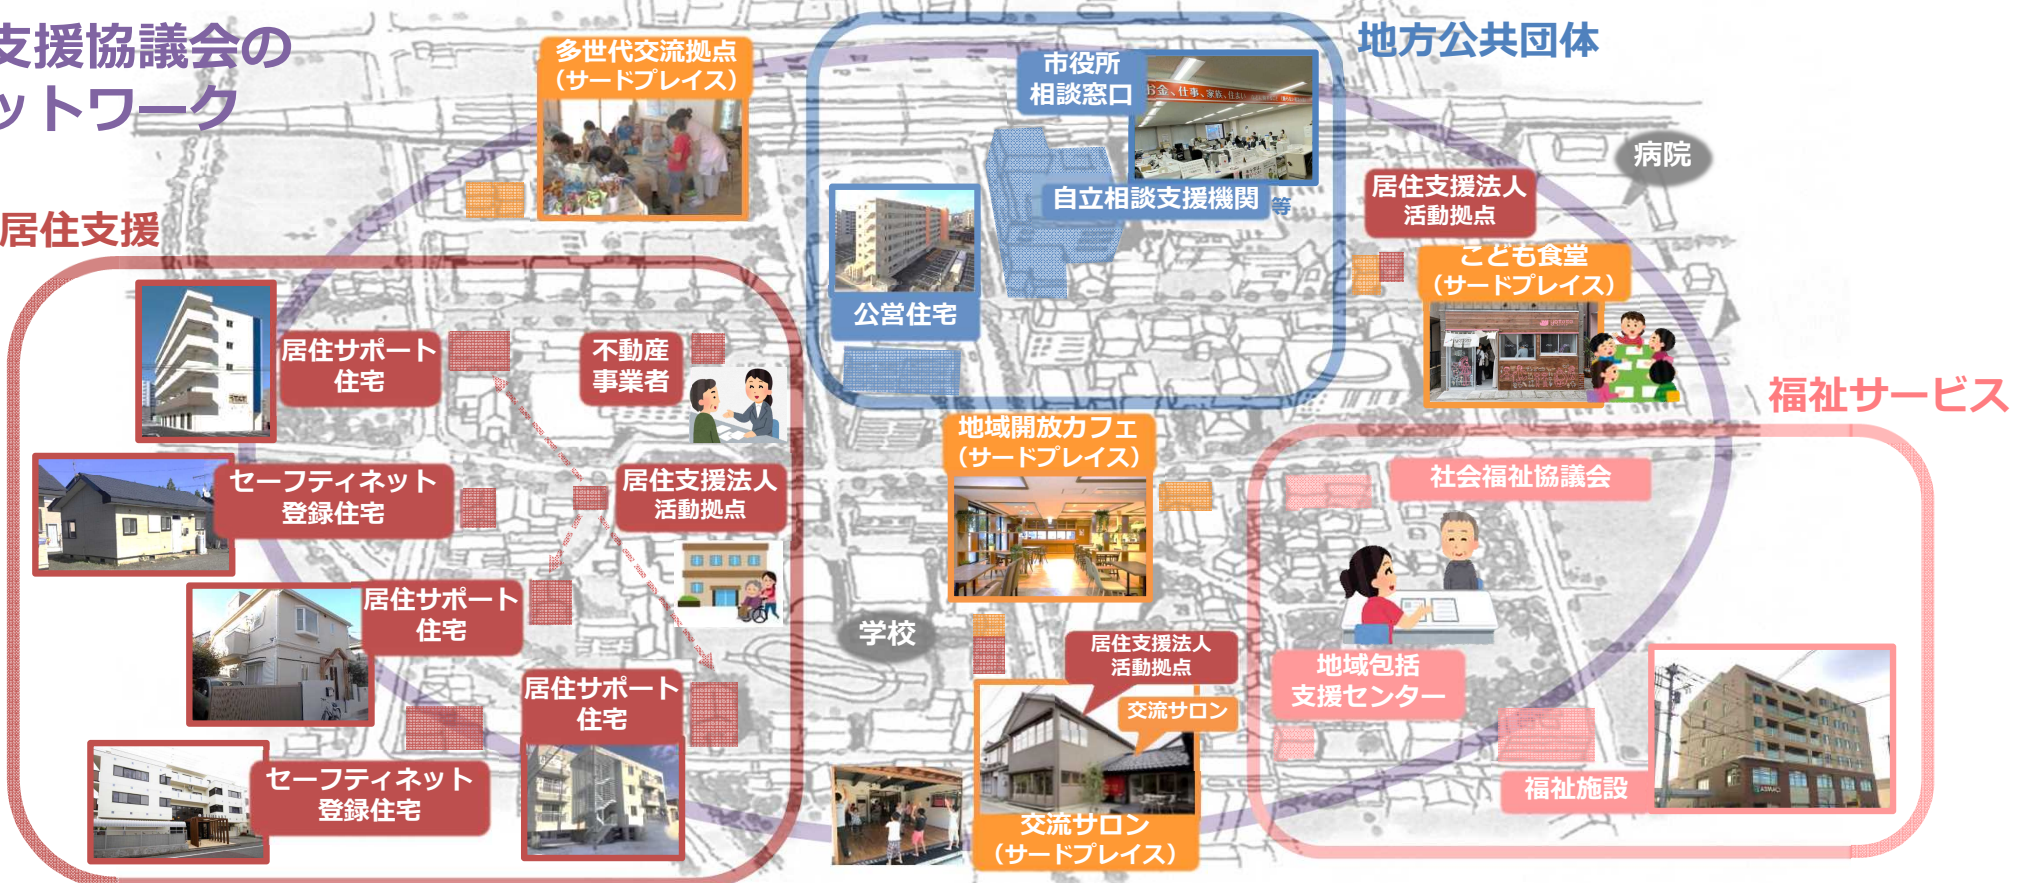 支援協議会の
ットワーク
居住支援
多世代交流拠点
(サードプレイス)
地方公共団体
市役所
相談窓口
お金、仕事、家族、住まい
自立相談支援機関 等
公営住宅
病院
居住支援法人
活動拠点
こども食堂
(サードプレイス)
居住サポート
住宅
不動産
事業者
セーフティネット
登録住宅
居住支援法人
活動拠点
居住サポート
住宅
居住サポート
住宅
セーフティネット
登録住宅
地域開放カフェ
(サードプレイス)
学校
居住支援法人
活動拠点
交流サロン
交流サロン
(サードプレイス)
福祉サービス
社会福祉協議会
地域包括
支援センター
福祉施設